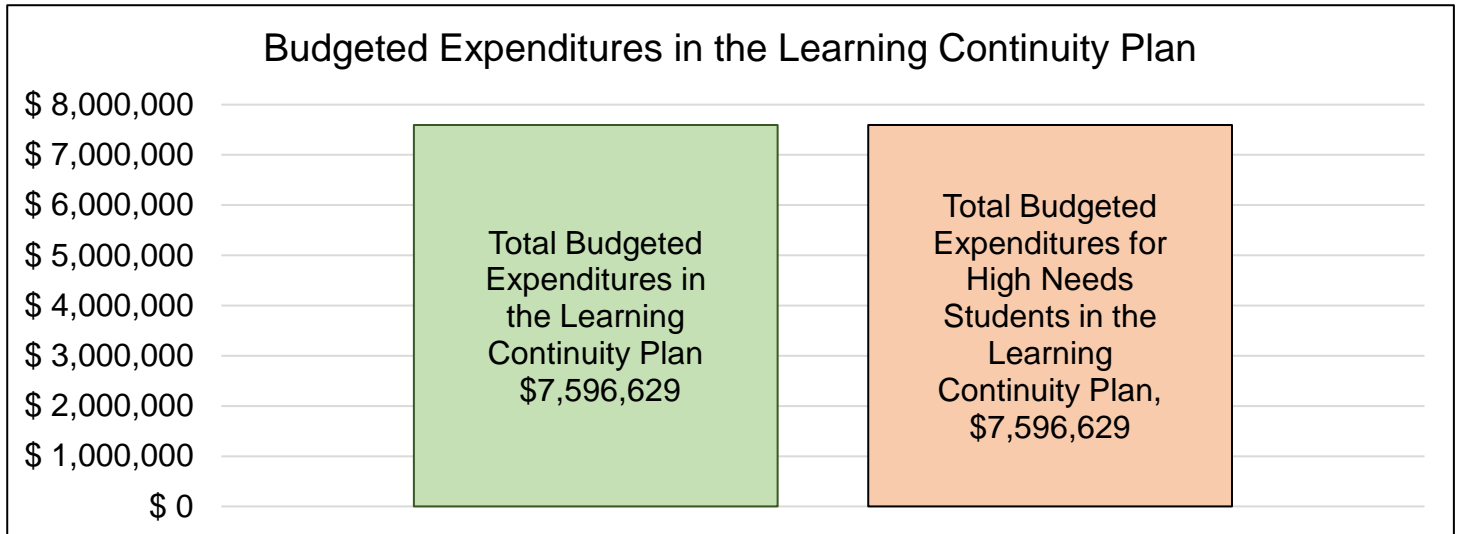 Budgeted Expenditures in the Learning Continuity Plan
$ 8,000,000
$ 7,000,000
$ 6,000,000
$ 5,000,000
$ 4,000,000
$ 3,000,000
$ 2,000,000
$ 1,000,000
$ 0
Total Budgeted
Expenditures in
the Learning
Continuity Plan
$7,596,629
Total Budgeted
Expenditures for
High Needs
Students in the
Learning
Continuity Plan,
$7,596,629